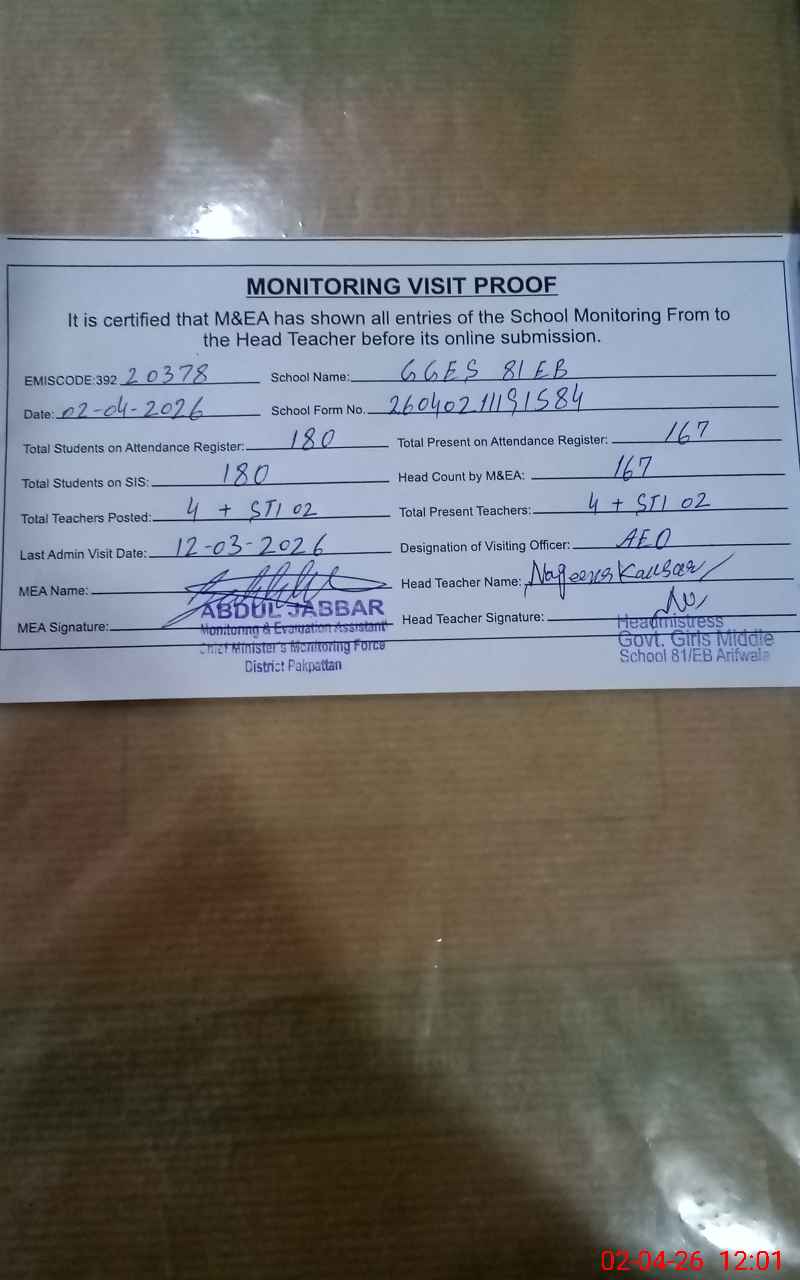 MONITORING VISIT PROOF
It is certified that M&EA has shown all entries of the School Monitoring From to
the Head Teacher before its online submission.
EMISCODE:392 20378 School Name: GGES 81 EB
Date: 02-04-2026 School Form No. 26040211191584
Total Students on Attendance Register: 180 Total Present on Attendance Register: 167
Total Students on SIS: 180 Head Count by M&EA: 167
Total Teachers Posted: 4 + STI 02 Total Present Teachers: 4 + STI 02
Last Admin Visit Date: 12-03-2026 Designation of Visiting Officer: AEO
MEA Name: Head Teacher Name: Kausar
ABDUL JABBAR
MEA Signature: Head Teacher Signature:
Monitoring & Evaluation Assistant
Chief Minister's Monitoring Force
District Pakpattan
Headmistress
Govt. Girls Middle
School 81/EB Arifwala
02-04-26 12:01